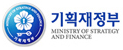 기획재정부
MINISTRY OF STRATEGY
AND FINANCE